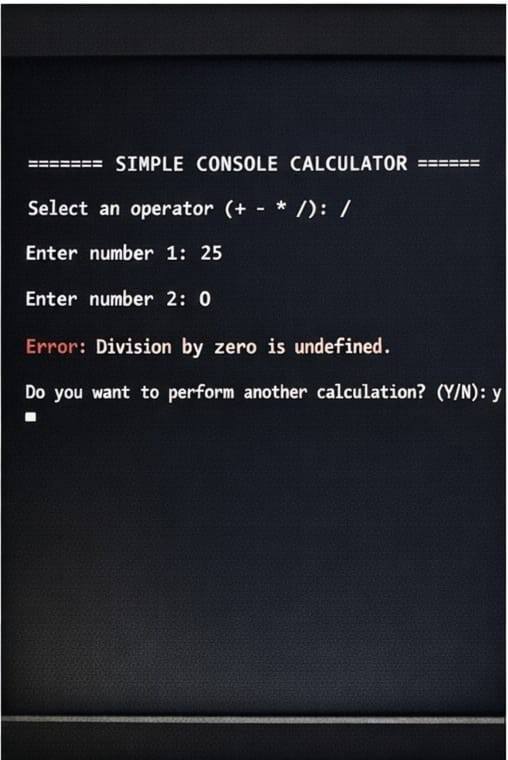 ======= SIMPLE CONSOLE CALCULATOR ======
Select an operator (+ - * /): /
Enter number 1: 25
Enter number 2: 0
Error: Division by zero is undefined.
Do you want to perform another calculation? (Y/N): y